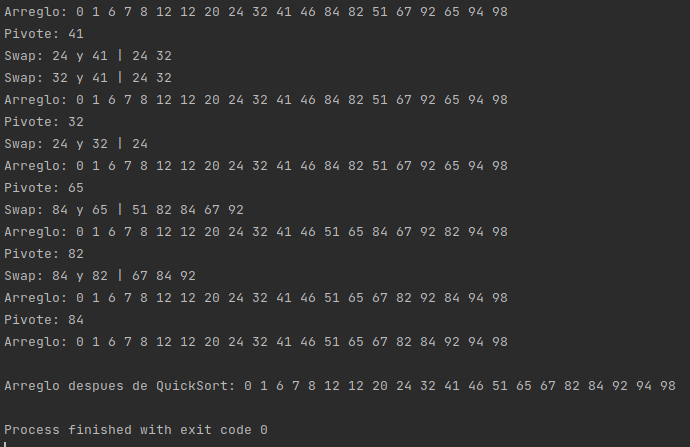 Arreglo: 0 1 6 7 8 12 12 20 24 32 41 46 84 82 51 67 92 65 94 98
Pivote: 41
Swap: 24 y 41 | 24 32
Swap: 32 y 41 | 24 32
Arreglo: 0 1 6 7 8 12 12 20 24 32 41 46 84 82 51 67 92 65 94 98
Pivote: 32
Swap: 24 y 32 | 24
Arreglo: 0 1 6 7 8 12 12 20 24 32 41 46 84 82 51 67 92 65 94 98
Pivote: 65
Swap: 84 y 65 | 51 82 84 67 92
Arreglo: 0 1 6 7 8 12 12 20 24 32 41 46 51 65 84 67 92 82 94 98
Pivote: 82
Swap: 84 y 82 | 67 84 92
Arreglo: 0 1 6 7 8 12 12 20 24 32 41 46 51 65 67 82 92 84 94 98
Pivote: 84
Arreglo: 0 1 6 7 8 12 12 20 24 32 41 46 51 65 67 82 84 92 94 98
Arreglo despues de QuickSort: 0 1 6 7 8 12 12 20 24 32 41 46 51 65 67 82 84 92 94 98
Process finished with exit code 0